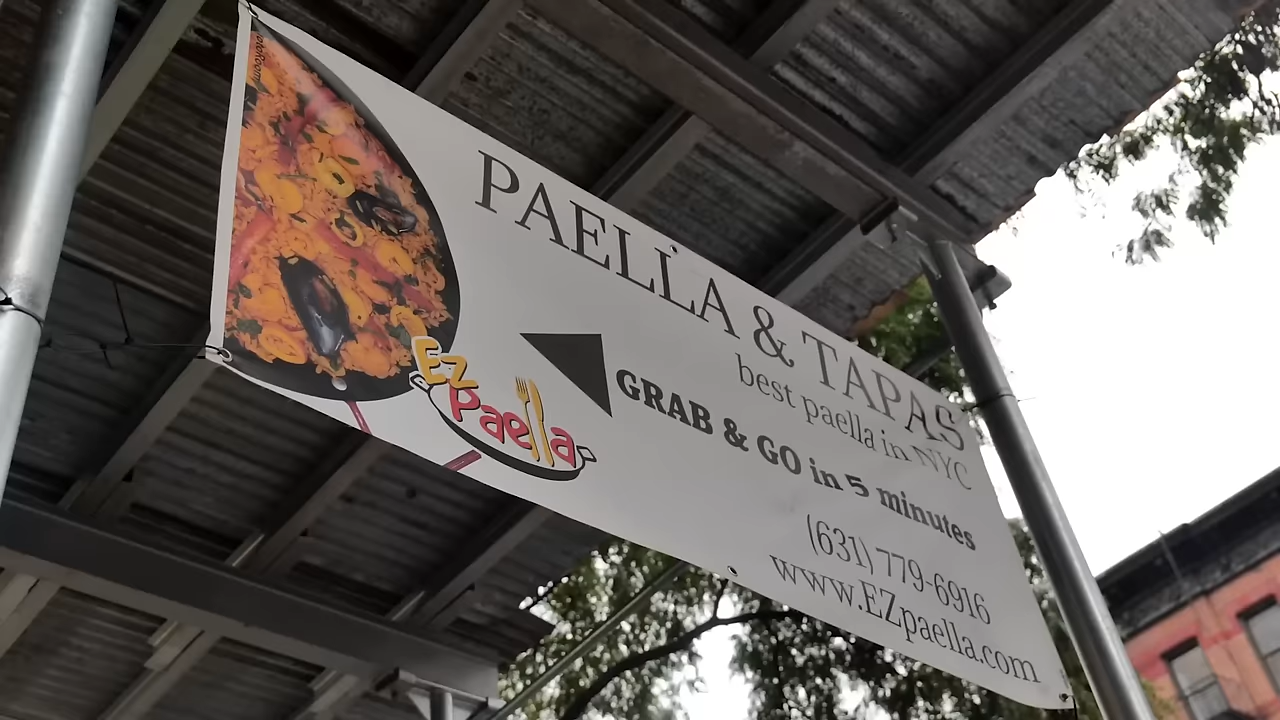 PAELLA & TAPAS
best paella in NYC
GRAB & GO in 5 minutes
(631) 779-6916
www.EZpaella.com
EZ
Paella